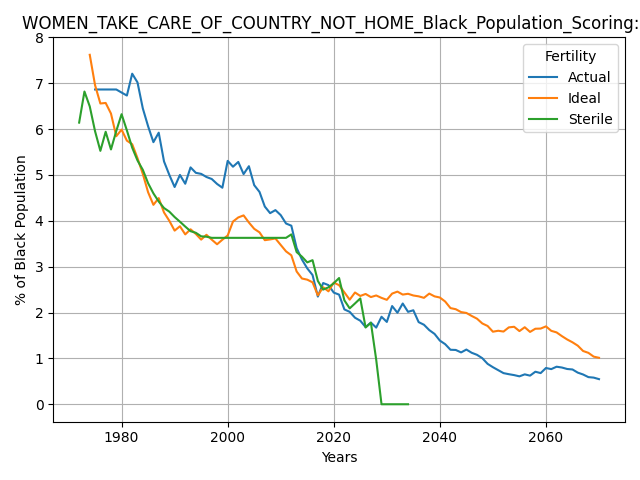 WOMEN_TAKE_CARE_OF_COUNTRY_NOT_HOME_Black_Population_Scoring:
Fertility
Actual
Ideal
Sterile
% of Black Population
8
7
6
5
4
3
2
1
0
1980 2000 2020 2040 2060
Years